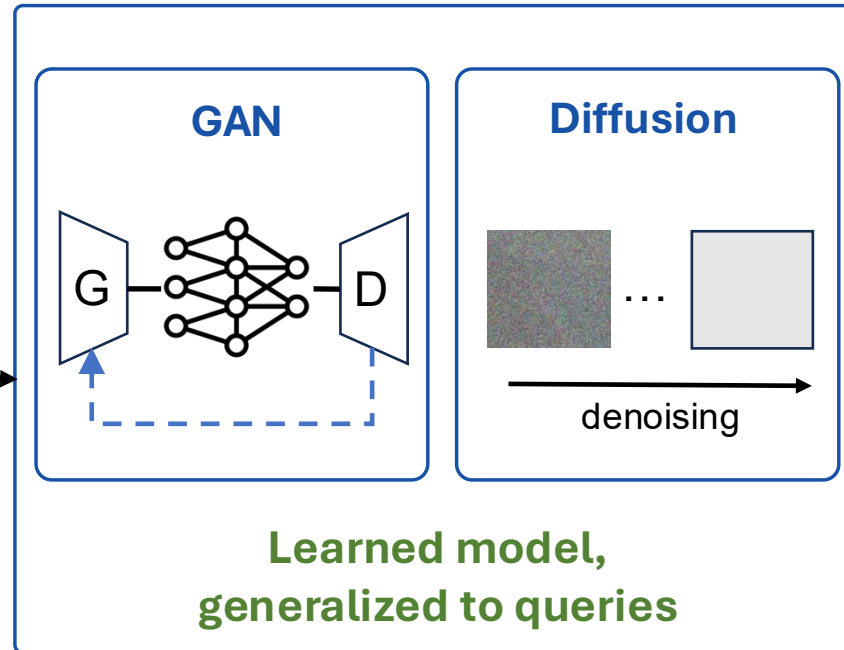 GAN
Diffusion
G
D
...
denoising
Learned model,
generalized to queries